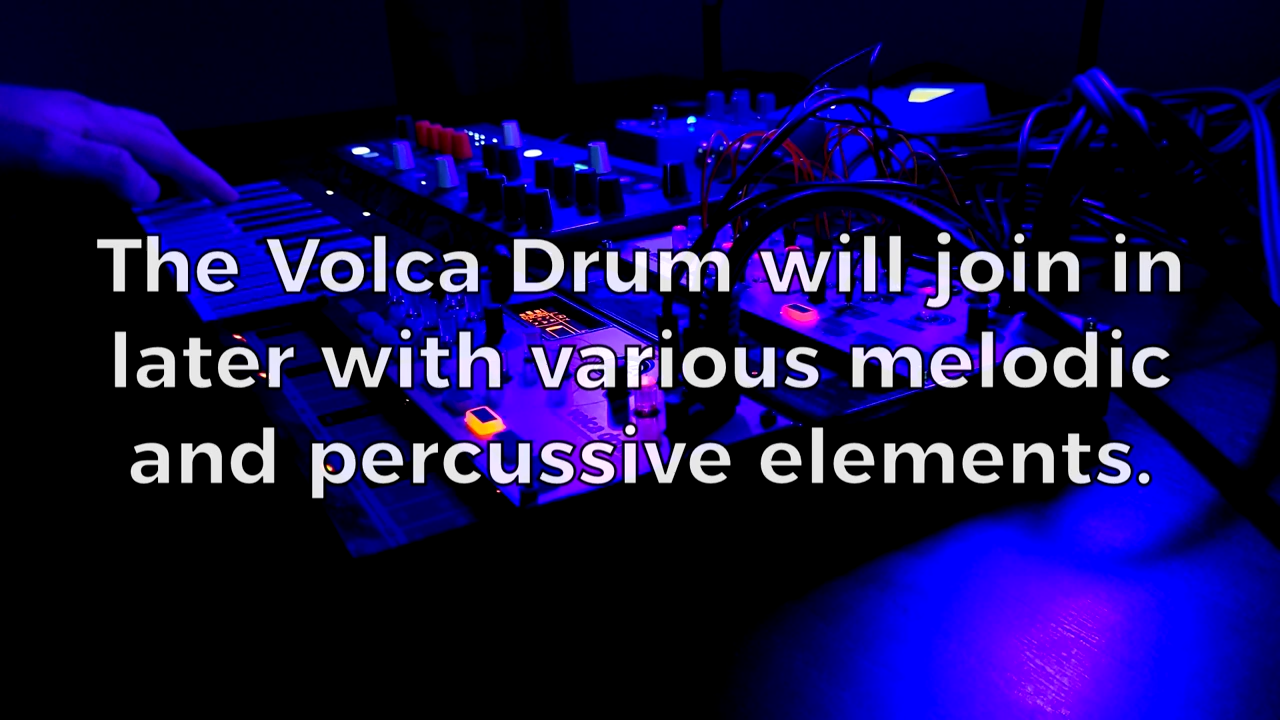 The Volca Drum will join in
later with various melodic
and percussive elements.